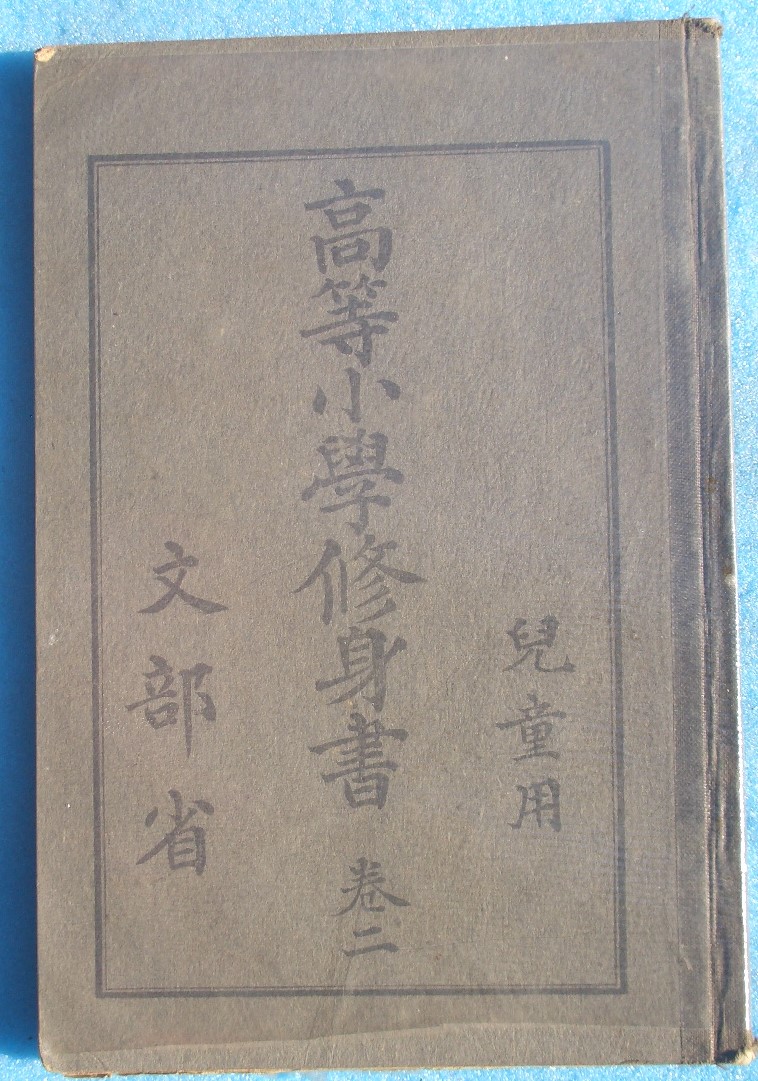 兒童用
高等小學修身書 卷二
文部省